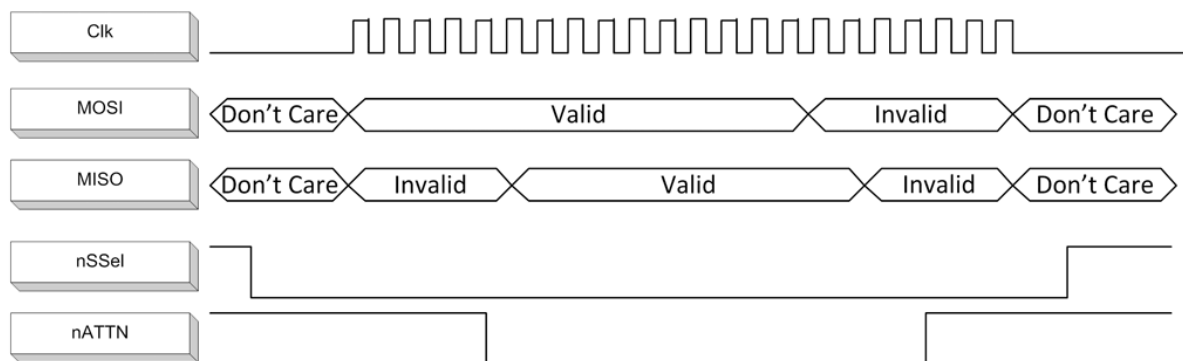 Clk
MOSI
Don't Care Valid Invalid Don't Care
MISO
Don't Care Invalid Valid Invalid Don't Care
nSSel
nATTN